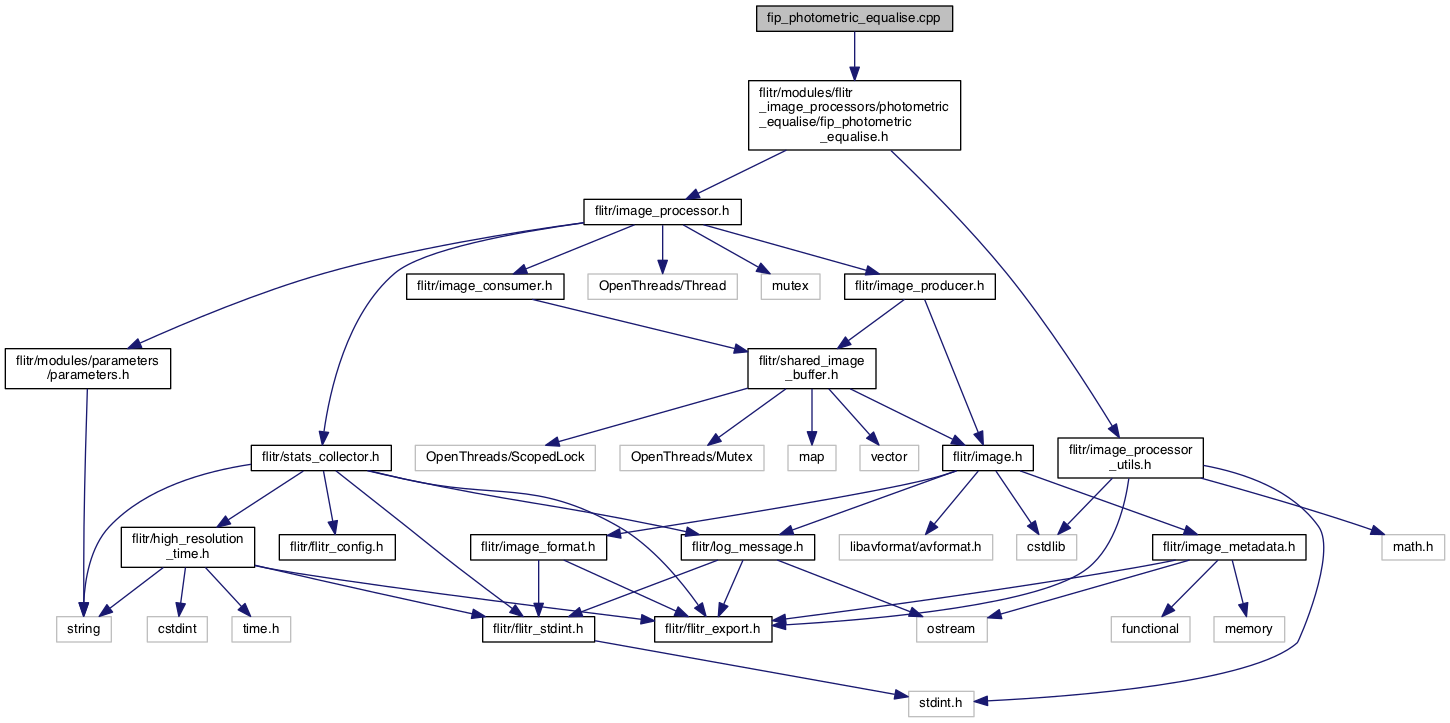 fip_photometric_equalise.cpp
flitr/modules/flitr
_image_processors/photometric
_equalise/fip_photometric
_equalise.h
flitr/image_processor.h
flitr/image_consumer.h
OpenThreads/Thread
mutex
flitr/image_producer.h
flitr/modules/parameters
/parameters.h
flitr/shared_image
_buffer.h
flitr/stats_collector.h
OpenThreads/ScopedLock
OpenThreads/Mutex
map
vector
flitr/image.h
flitr/image_processor
_utils.h
flitr/high_resolution
_time.h
flitr/flitr_config.h
flitr/image_format.h
flitr/log_message.h
libavformat/avformat.h
cstdlib
flitr/image_metadata.h
math.h
string
cstdint
time.h
flitr/flitr_stdint.h
flitr/flitr_export.h
ostream
functional
memory
stdint.h